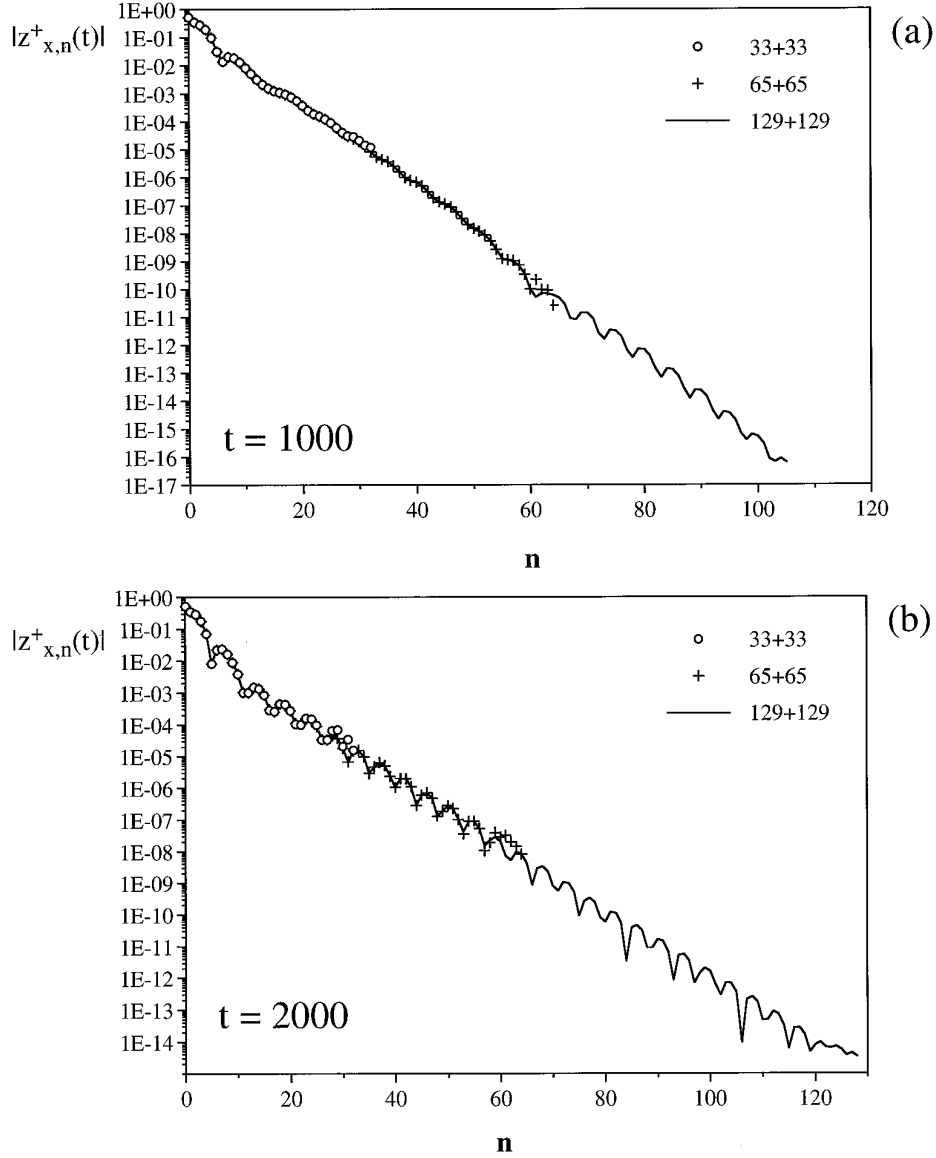 1E+00
|z⁺x,n(t)|
(a)
1E-01
33+33
1E-02
65+65
1E-03
129+129
1E-04
1E-05
1E-06
1E-07
1E-08
1E-09
1E-10
1E-11
1E-12
1E-13
1E-14
1E-15
t = 1000
1E-16
1E-17
0 20 40 60 80 100 120
n
1E+00
(b)
1E-01
|z⁺x,n(t)|
33+33
1E-02
65+65
1E-03
129+129
1E-04
1E-05
1E-06
1E-07
1E-08
1E-09
1E-10
1E-11
1E-12
1E-13
t = 2000
1E-14
0 20 40 60 80 100 120
n